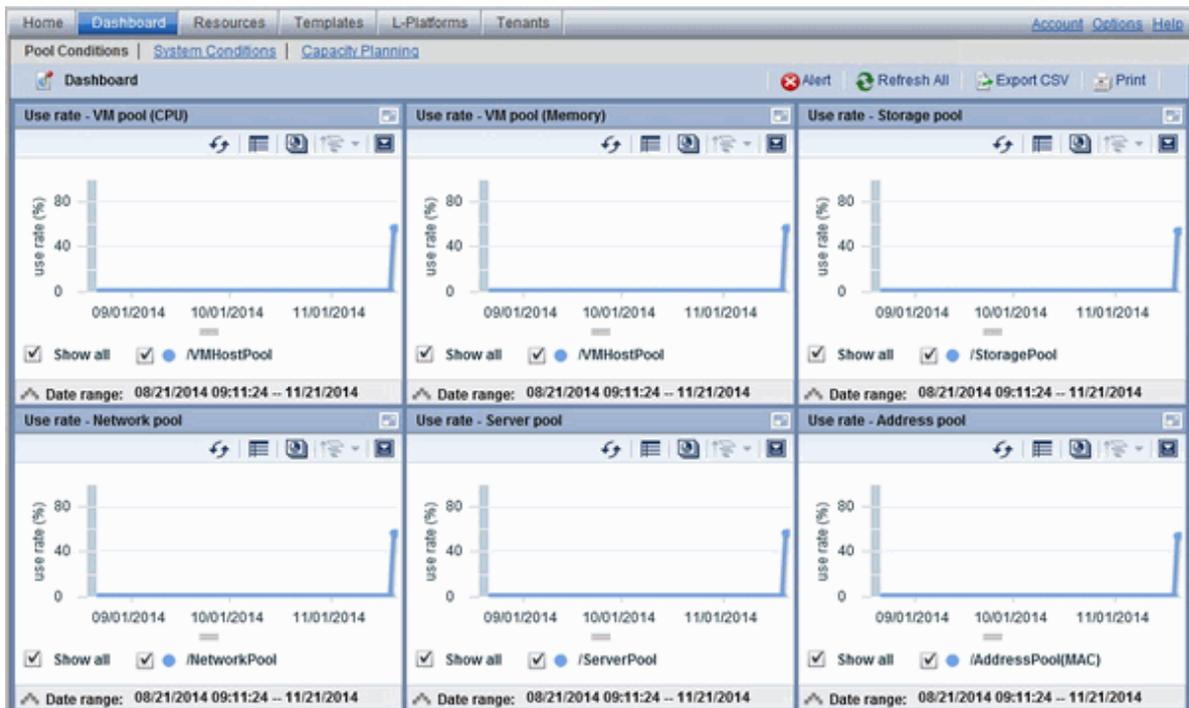 Home Dashboard Resources Templates L-Platforms Tenants Account Options Help
Pool Conditions | System Conditions | Capacity Planning
Dashboard Alert Refresh All Export CSV Print
Use rate - VM pool (CPU)
use rate (%)
80
40
0
09/01/2014 10/01/2014 11/01/2014
Show all /VMHostPool
Date range: 08/21/2014 09:11:24 -- 11/21/2014
Use rate - VM pool (Memory)
use rate (%)
80
40
0
09/01/2014 10/01/2014 11/01/2014
Show all /VMHostPool
Date range: 08/21/2014 09:11:24 -- 11/21/2014
Use rate - Storage pool
use rate (%)
80
40
0
09/01/2014 10/01/2014 11/01/2014
Show all /StoragePool
Date range: 08/21/2014 09:11:24 -- 11/21/2014
Use rate - Network pool
use rate (%)
80
40
0
09/01/2014 10/01/2014 11/01/2014
Show all /NetworkPool
Date range: 08/21/2014 09:11:24 -- 11/21/2014
Use rate - Server pool
use rate (%)
80
40
0
09/01/2014 10/01/2014 11/01/2014
Show all /ServerPool
Date range: 08/21/2014 09:11:24 -- 11/21/2014
Use rate - Address pool
use rate (%)
80
40
0
09/01/2014 10/01/2014 11/01/2014
Show all /AddressPool(MAC)
Date range: 08/21/2014 09:11:24 -- 11/21/2014